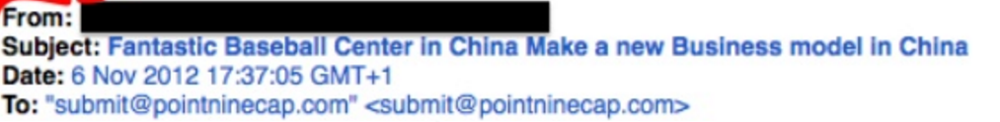 From:
Subject: Fantastic Baseball Center in China Make a new Business model in China
Date: 6 Nov 2012 17:37:05 GMT+1
To: "submit@pointninecap.com" <submit@pointninecap.com>